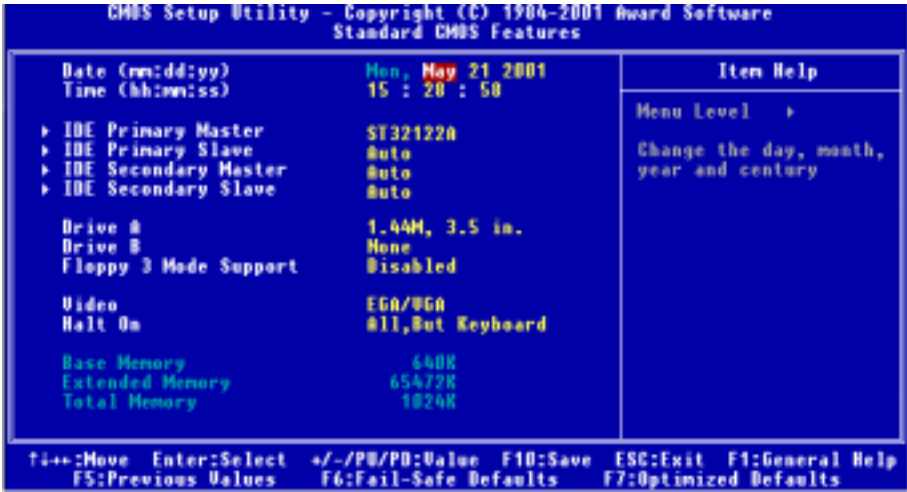 CMOS Setup Utility - Copyright (C) 1984-2001 Award Software
Standard CMOS Features
Date (mm:dd:yy) Mon, May 21 2001
Time (hh:mm:ss) 15 : 20 : 50
▸ IDE Primary Master ST32122A
▸ IDE Primary Slave Auto
▸ IDE Secondary Master Auto
▸ IDE Secondary Slave Auto
Drive A 1.44M, 3.5 in.
Drive B None
Floppy 3 Mode Support Disabled
Video EGA/VGA
Halt On All,But Keyboard
Base Memory 640K
Extended Memory 65472K
Total Memory 1024K
Item Help
Menu Level ▸
Change the day, month,
year and century
↑↓→←:Move Enter:Select +/-/PU/PD:Value F10:Save ESC:Exit F1:General Help
F5:Previous Values F6:Fail-Safe Defaults F7:Optimized Defaults